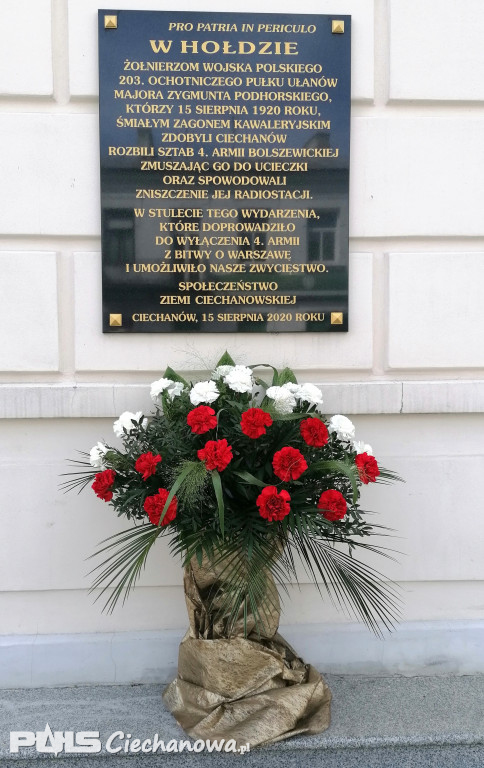 PRO PATRIA IN PERICULO
W HOŁDZIE
ŻOŁNIERZOM WOJSKA POLSKIEGO
203. OCHOTNICZEGO PUŁKU UŁANÓW
MAJORA ZYGMUNTA PODHORSKIEGO,
KTÓRZY 15 SIERPNIA 1920 ROKU,
ŚMIAŁYM ZAGONEM KAWALERYJSKIM
ZDOBYLI CIECHANÓW
ROZBILI SZTAB 4. ARMII BOLSZEWICKIEJ
ZMUSZAJĄC GO DO UCIECZKI
ORAZ SPOWODOWALI
ZNISZCZENIE JEJ RADIOSTACJI.
W STULECIE TEGO WYDARZENIA,
KTÓRE DOPROWADZIŁO
DO WYŁĄCZENIA 4. ARMII
Z BITWY O WARSZAWĘ
I UMOŻLIWIŁO NASZE ZWYCIĘSTWO.
SPOŁECZEŃSTWO
ZIEMI CIECHANOWSKIEJ
CIECHANÓW, 15 SIERPNIA 2020 ROKU
PULS Ciechanowa.pl